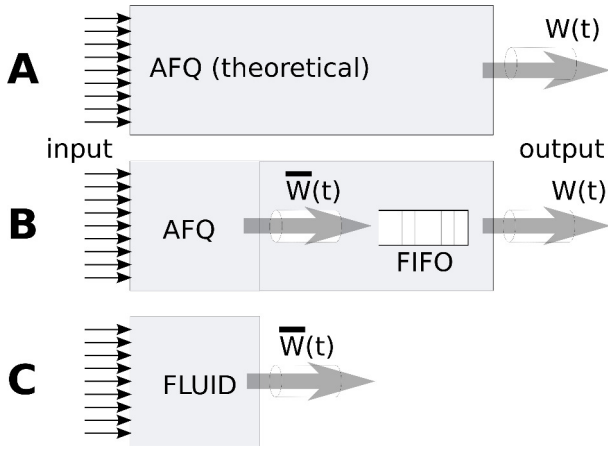 W(t)
A
AFQ (theoretical)
input
output
W̅(t)
W(t)
B
AFQ
FIFO
W̅(t)
C
FLUID